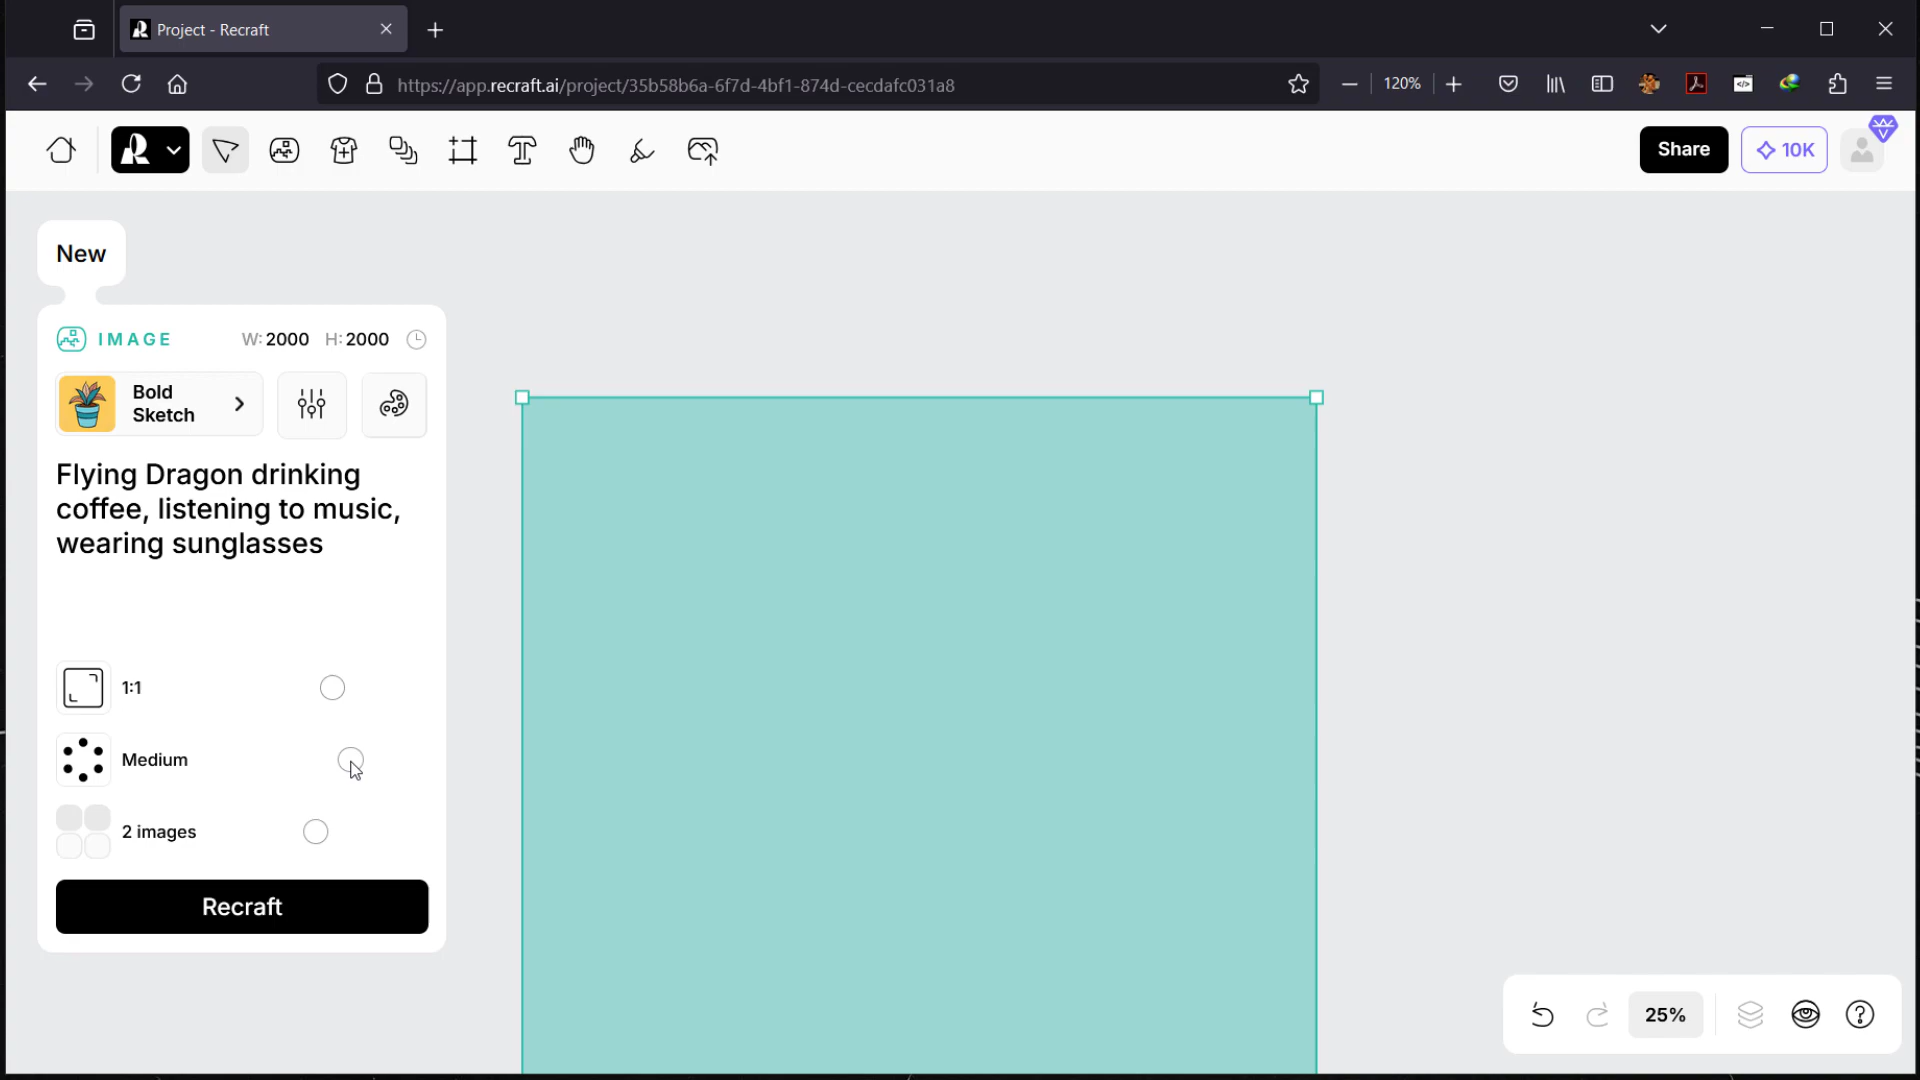 Project - Recraft
https://app.recraft.ai/project/35b58b6a-6f7d-4bf1-874d-cecdafc031a8
120%
Share
10K
New
IMAGE
W: 2000 H: 2000
Bold
Sketch
Flying Dragon drinking
coffee, listening to music,
wearing sunglasses
1:1
Medium
2 images
Recraft
25%